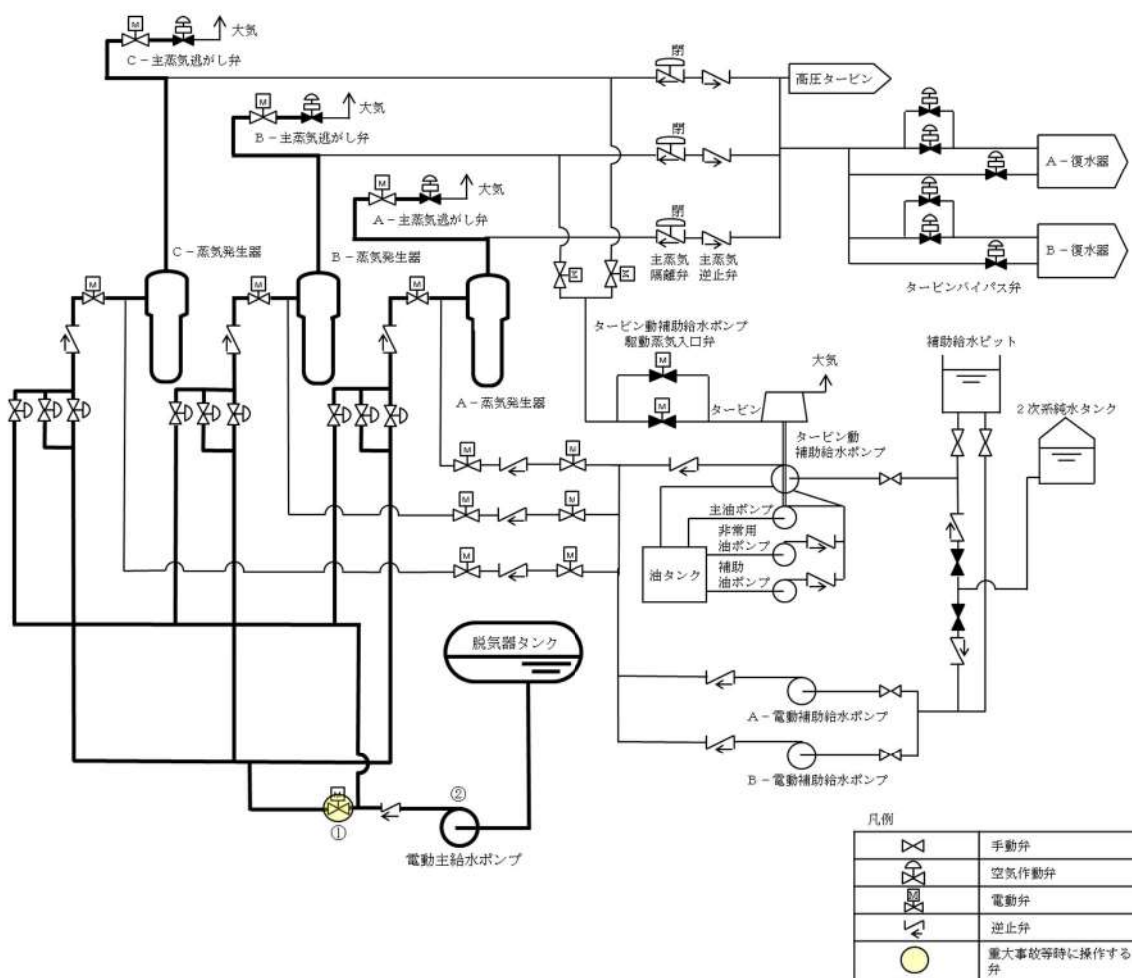 M
大気
C-主蒸気逃がし弁
M
大気
B-主蒸気逃がし弁
M
大気
A-主蒸気逃がし弁
閉
高圧タービン
閉
閉
主蒸気
隔離弁
主蒸気
逆止弁
A-復水器
B-復水器
タービンバイパス弁
C-蒸気発生器
B-蒸気発生器
A-蒸気発生器
M
M
M
M
M
タービン動補助給水ポンプ
駆動蒸気入口弁
M
M
タービン
大気
補助給水ピット
2次系純水タンク
タービン動
補助給水ポンプ
M
M
M
M
M
M
主油ポンプ
非常用
油ポンプ
補助
油ポンプ
油タンク
脱気器タンク
A-電動補助給水ポンプ
B-電動補助給水ポンプ
M
①
②
電動主給水ポンプ
凡例
手動弁
空気作動弁
M
電動弁
逆止弁
重大事故等時に操作する
弁